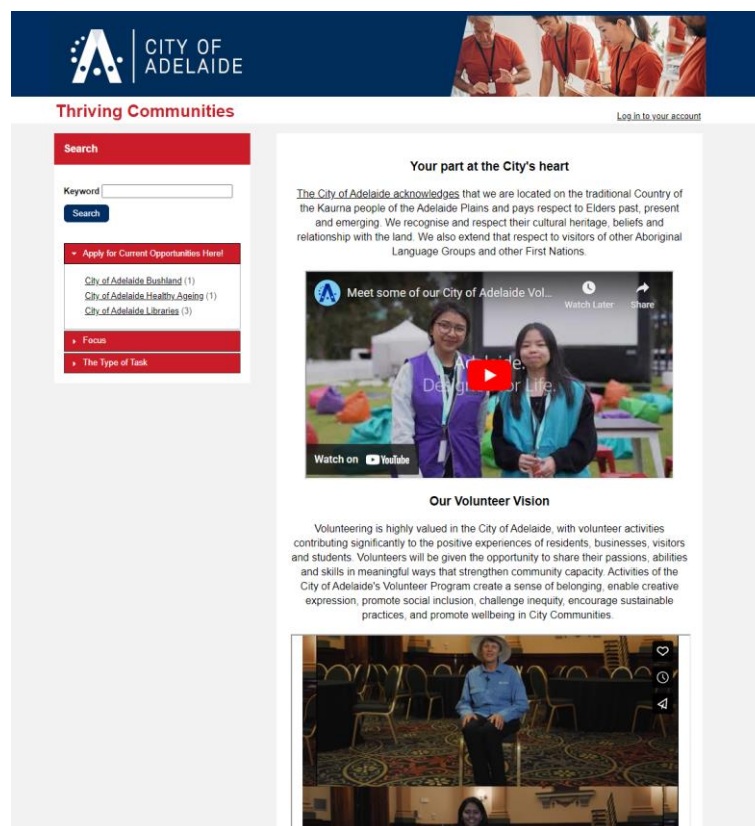 CITY OF
ADELAIDE
Thriving Communities
Log in to your account
Search
Keyword
Search
Apply for Current Opportunities Here!
City of Adelaide Bushland (1)
City of Adelaide Healthy Ageing (1)
City of Adelaide Libraries (3)
Focus
The Type of Task
Your part at the City's heart
The City of Adelaide acknowledges that we are located on the traditional Country of
the Kaurna people of the Adelaide Plains and pays respect to Elders past, present
and emerging. We recognise and respect their cultural heritage, beliefs and
relationship with the land. We also extend that respect to visitors of other Aboriginal
Language Groups and other First Nations.
Meet some of our City of Adelaide Vol...
Watch Later
Share
Adelaide.
Designed for Life.
Watch on YouTube
Our Volunteer Vision
Volunteering is highly valued in the City of Adelaide, with volunteer activities
contributing significantly to the positive experiences of residents, businesses, visitors
and students. Volunteers will be given the opportunity to share their passions, abilities
and skills in meaningful ways that strengthen community capacity. Activities of the
City of Adelaide's Volunteer Program create a sense of belonging, enable creative
expression, promote social inclusion, challenge inequity, encourage sustainable
practices, and promote wellbeing in City Communities.